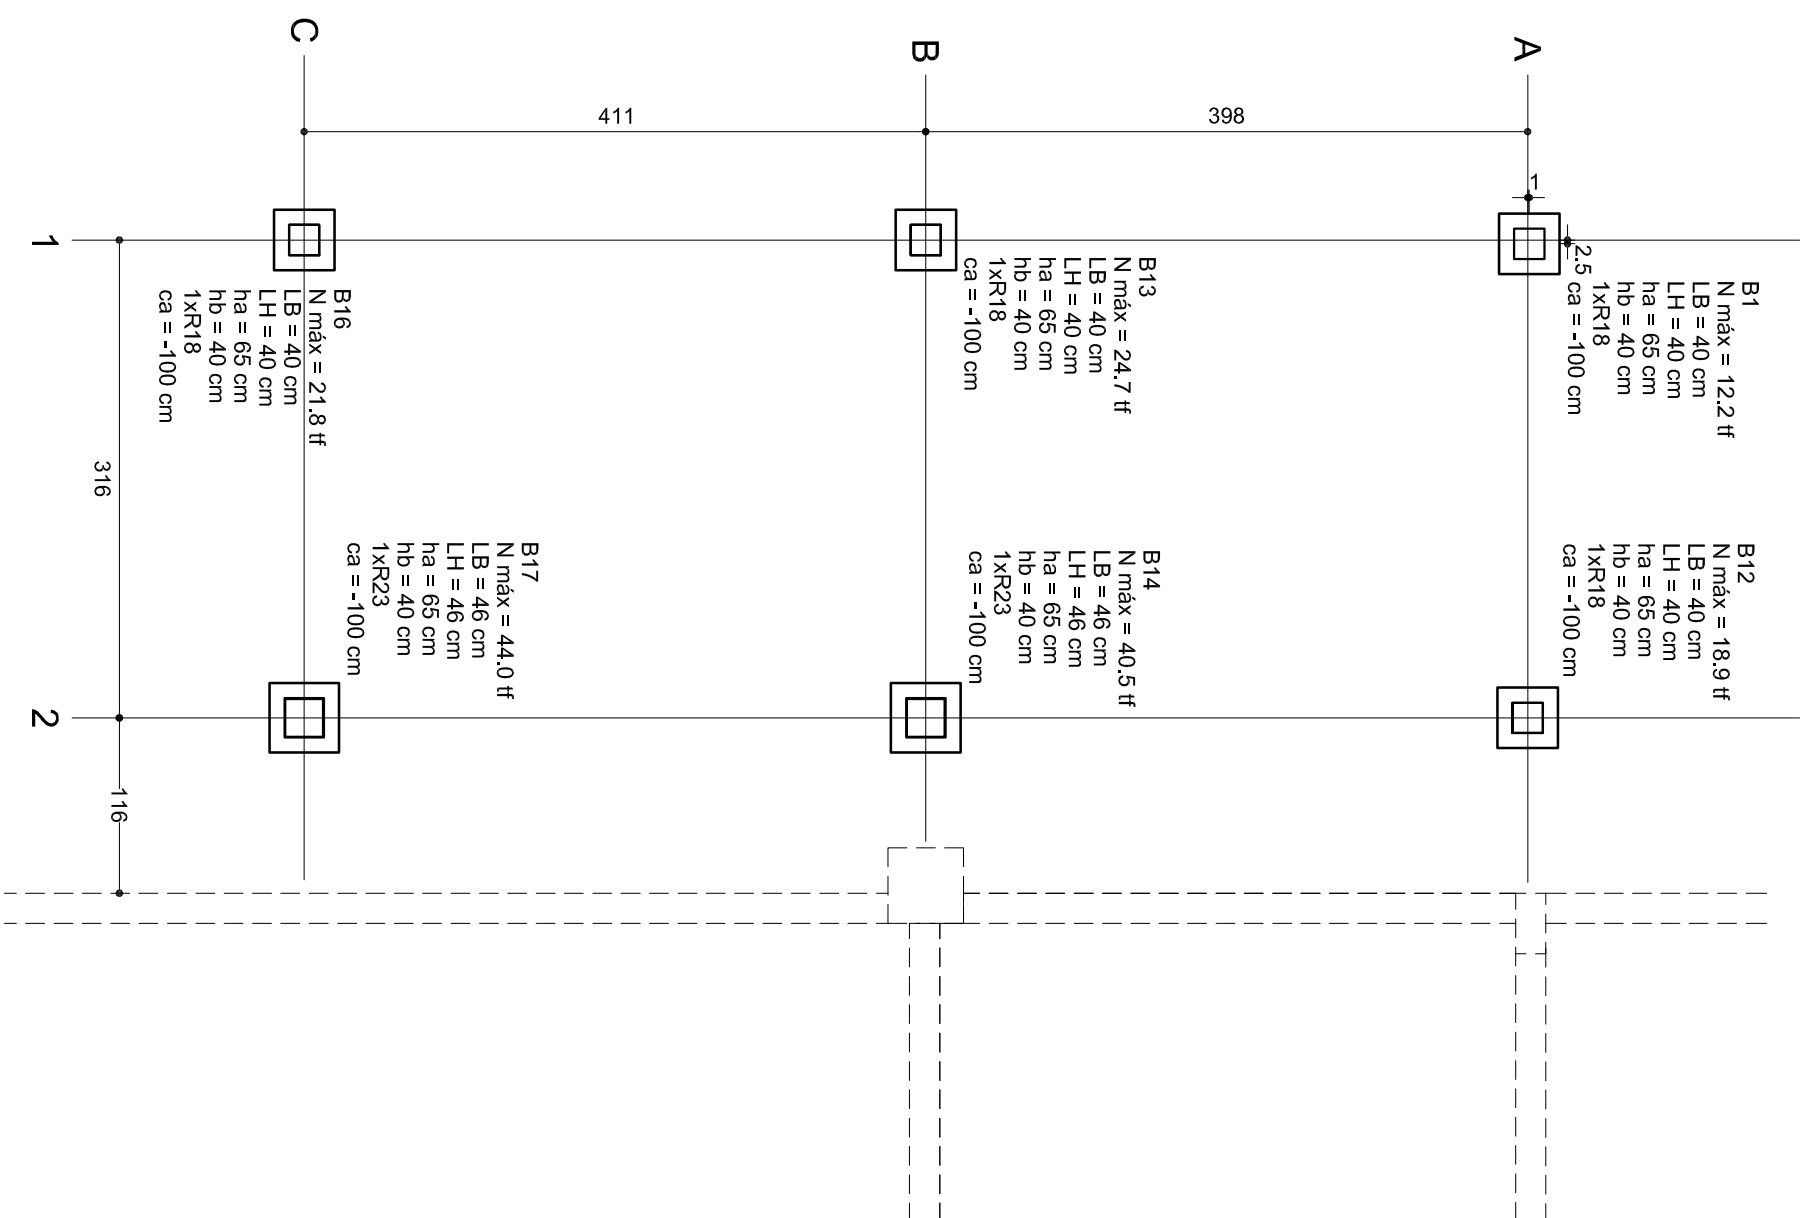 C
B
A
411
398
1
2.5
1
B16
N máx = 21.8 tf
LB = 40 cm
LH = 40 cm
ha = 65 cm
hb = 40 cm
1xR18
ca = -100 cm
B13
N máx = 24.7 tf
LB = 40 cm
LH = 40 cm
ha = 65 cm
hb = 40 cm
1xR18
ca = -100 cm
B1
N máx = 12.2 tf
LB = 40 cm
LH = 40 cm
ha = 65 cm
hb = 40 cm
1xR18
ca = -100 cm
316
B17
N máx = 44.0 tf
LB = 46 cm
LH = 46 cm
ha = 65 cm
hb = 40 cm
1xR23
ca = -100 cm
B14
N máx = 40.5 tf
LB = 46 cm
LH = 46 cm
ha = 65 cm
hb = 40 cm
1xR23
ca = -100 cm
B12
N máx = 18.9 tf
LB = 40 cm
LH = 40 cm
ha = 65 cm
hb = 40 cm
1xR18
ca = -100 cm
2
116